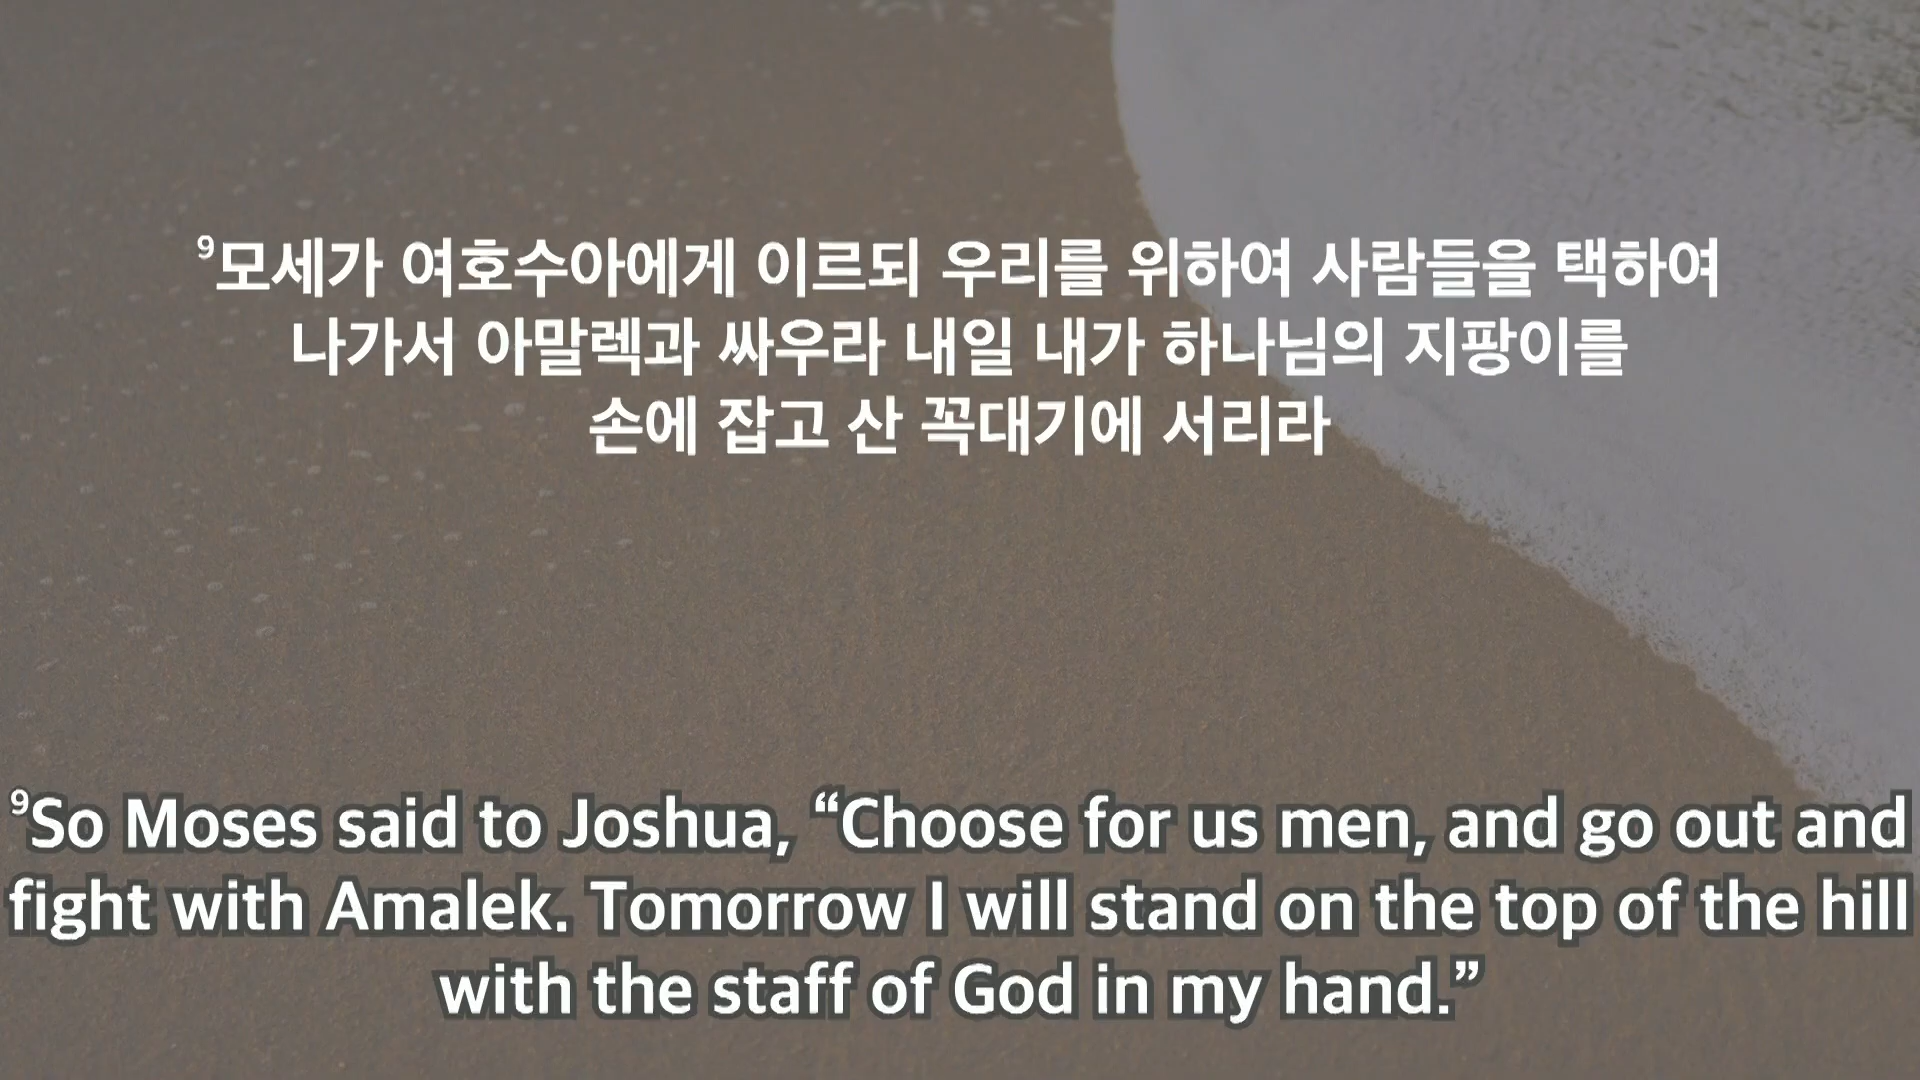 ⁹모세가 여호수아에게 이르되 우리를 위하여 사람들을 택하여
나가서 아말렉과 싸우라 내일 내가 하나님의 지팡이를
손에 잡고 산 꼭대기에 서리라
⁹So Moses said to Joshua, “Choose for us men, and go out and
fight with Amalek. Tomorrow I will stand on the top of the hill
with the staff of God in my hand.”